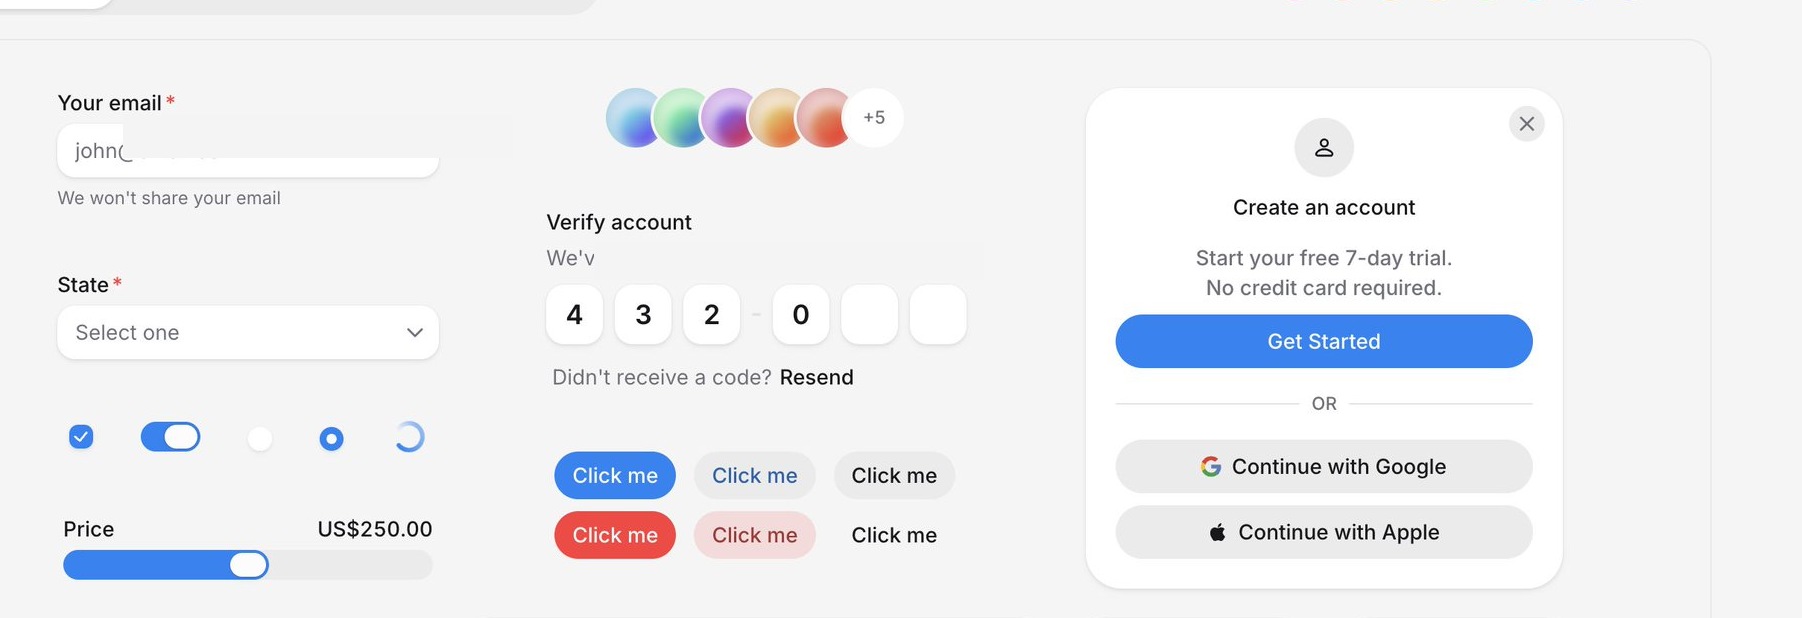 Your email *
We won't share your email
State *
Select one
Price US$250.00
+5
Verify account
4 3 2 - 0
Didn't receive a code? Resend
Click me Click me Click me
Click me Click me Click me
Create an account
Start your free 7-day trial.
No credit card required.
Get Started
OR
Continue with Google
Continue with Apple